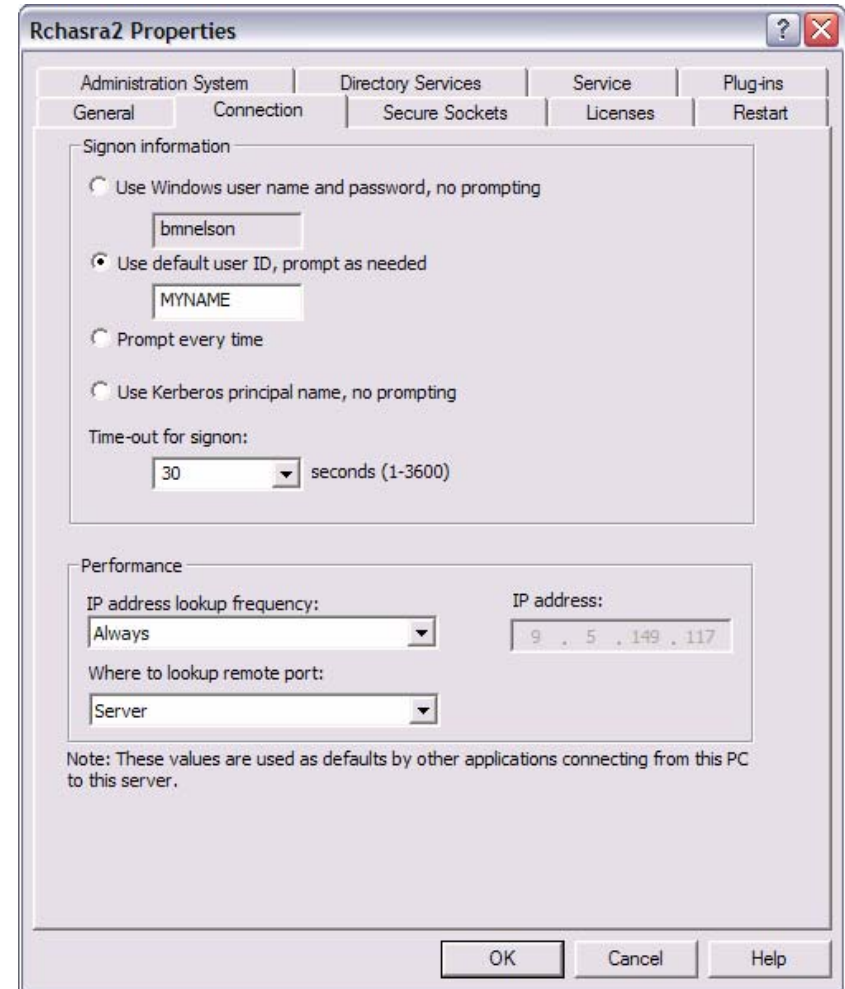 Rchasra2 Properties
?
Administration System Directory Services Service Plug-ins
General Connection Secure Sockets Licenses Restart
Signon information
Use Windows user name and password, no prompting
bmnelson
Use default user ID, prompt as needed
MYNAME
Prompt every time
Use Kerberos principal name, no prompting
Time-out for signon:
30 seconds (1-3600)
Performance
IP address lookup frequency: IP address:
Always 9 . 5 . 149 . 117
Where to lookup remote port:
Server
Note: These values are used as defaults by other applications connecting from this PC
to this server.
OK Cancel Help